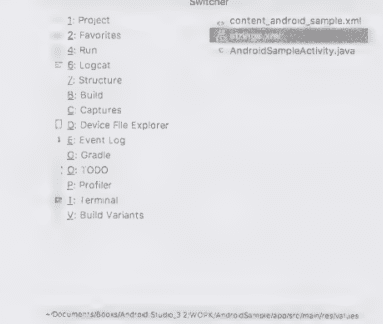 Switcher
1: Project
2: Favorites
4: Run
6: Logcat
7: Structure
B: Build
C: Captures
D: Device File Explorer
E: Event Log
G: Gradle
O: TODO
P: Profiler
T: Terminal
V: Build Variants
content_android_sample.xml
strings.xml
AndroidSampleActivity.java
~/Documents/Books/Android Studio_3 2/WORK/AndroidSample/app/src/main/res/values